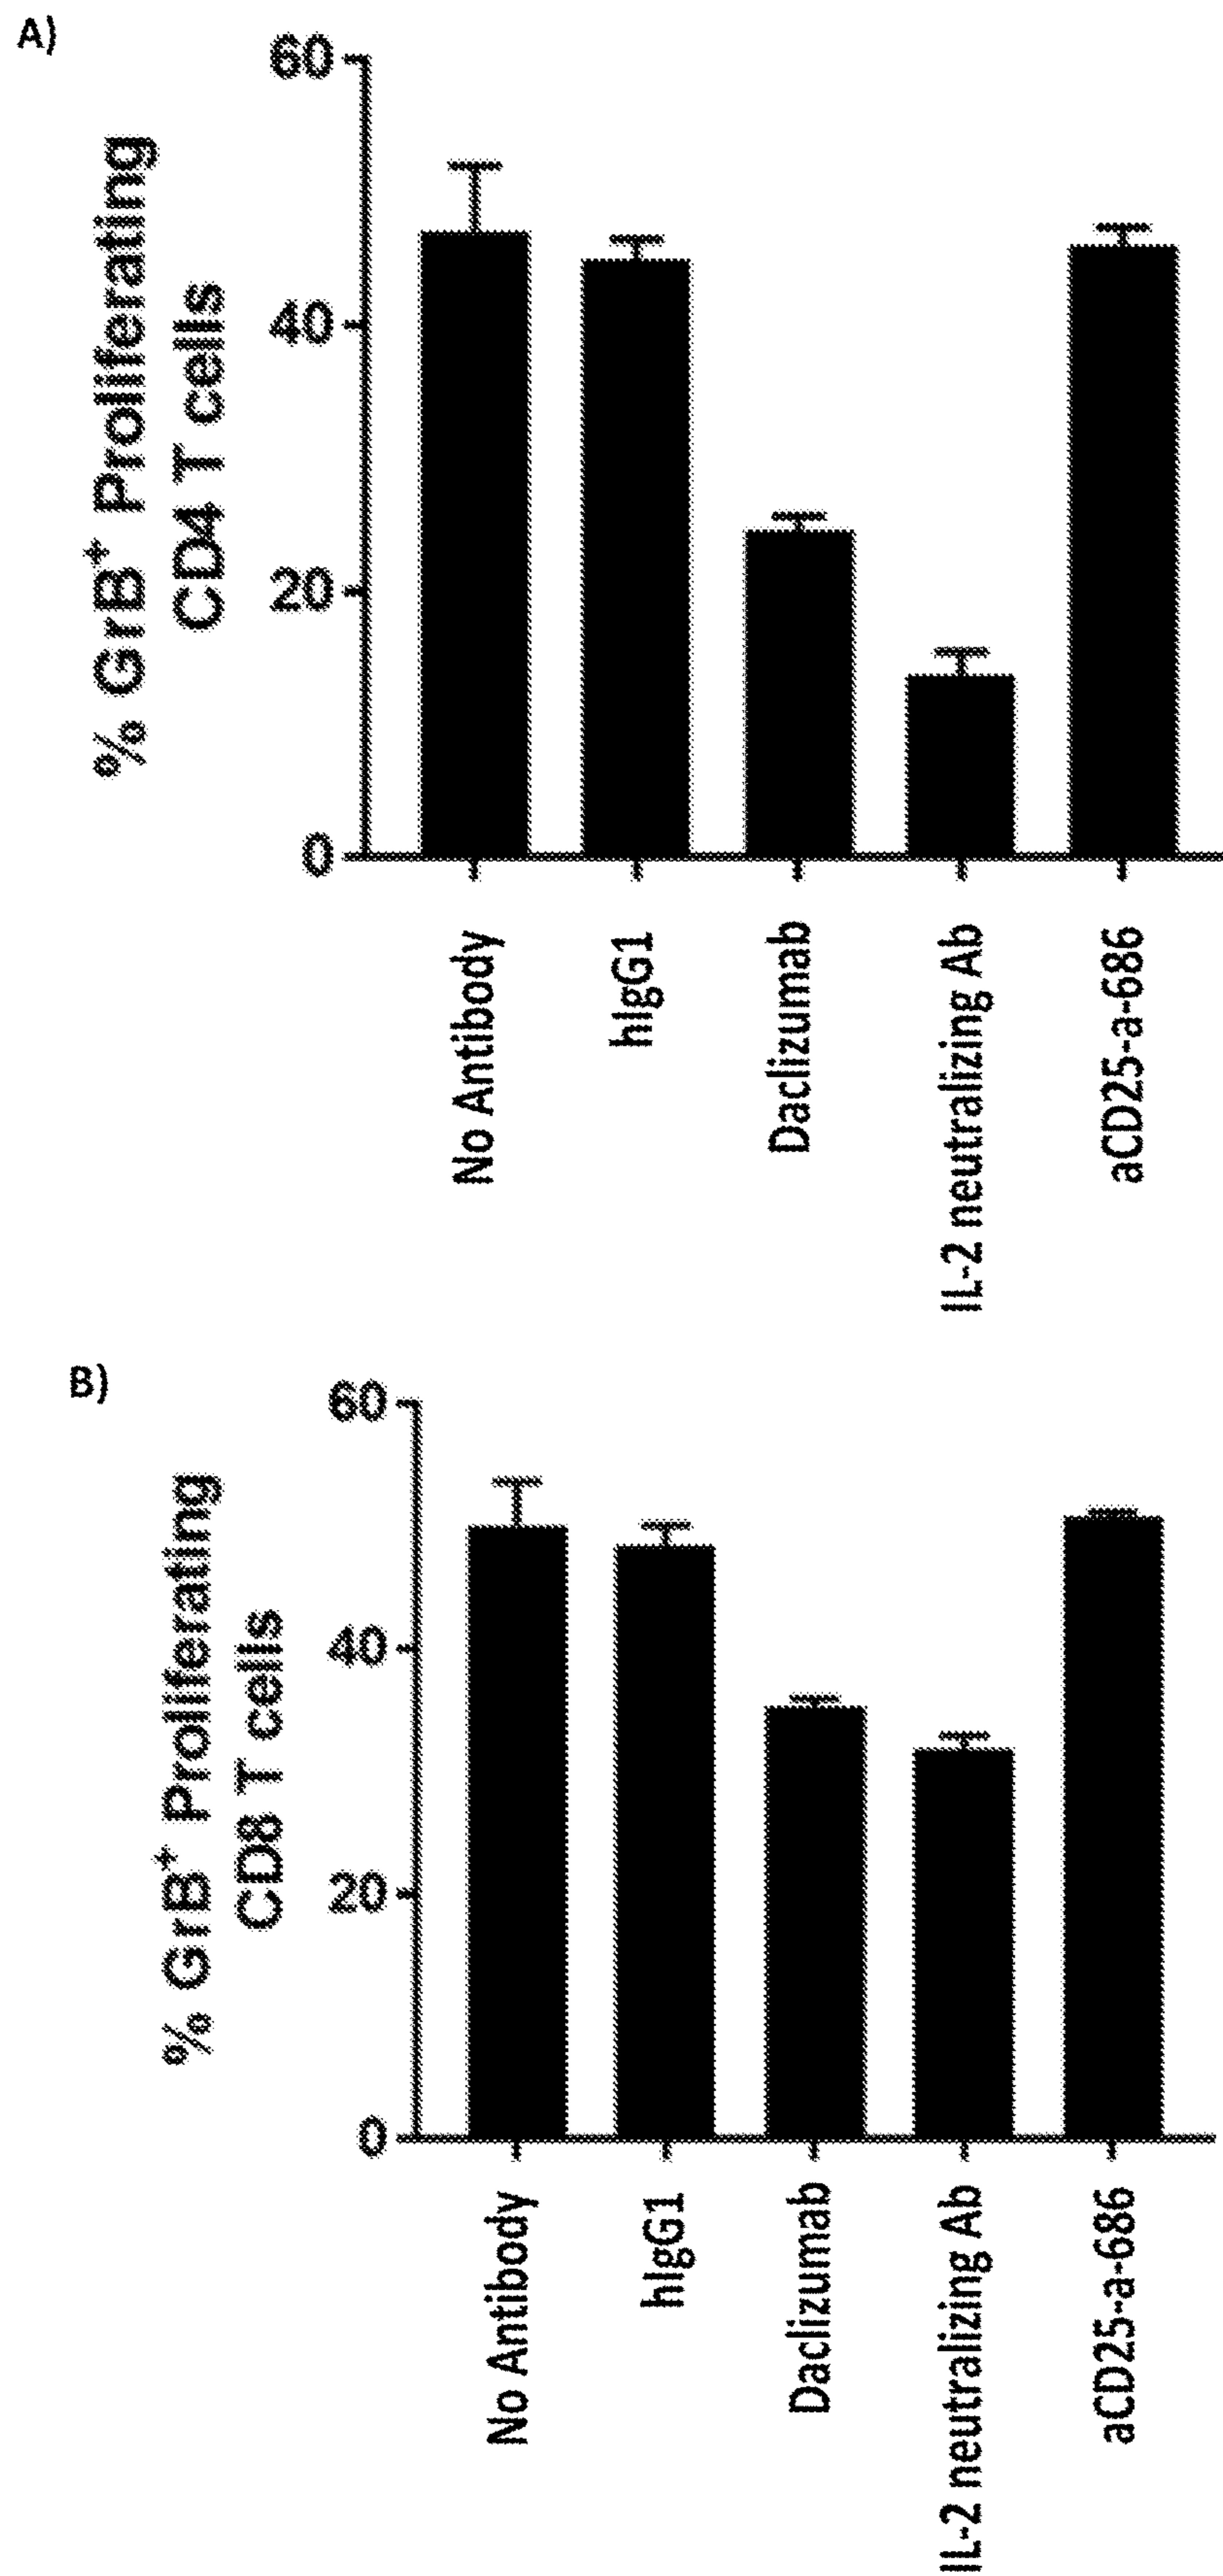 A)
60
40
20
0
% GrB⁺ Proliferating
CD4 T cells
No Antibody
hIgG1
Daclizumab
IL-2 neutralizing Ab
aCD25-a-686
B)
60
40
20
0
% GrB⁺ Proliferating
CD8 T cells
No Antibody
hIgG1
Daclizumab
IL-2 neutralizing Ab
aCD25-a-686